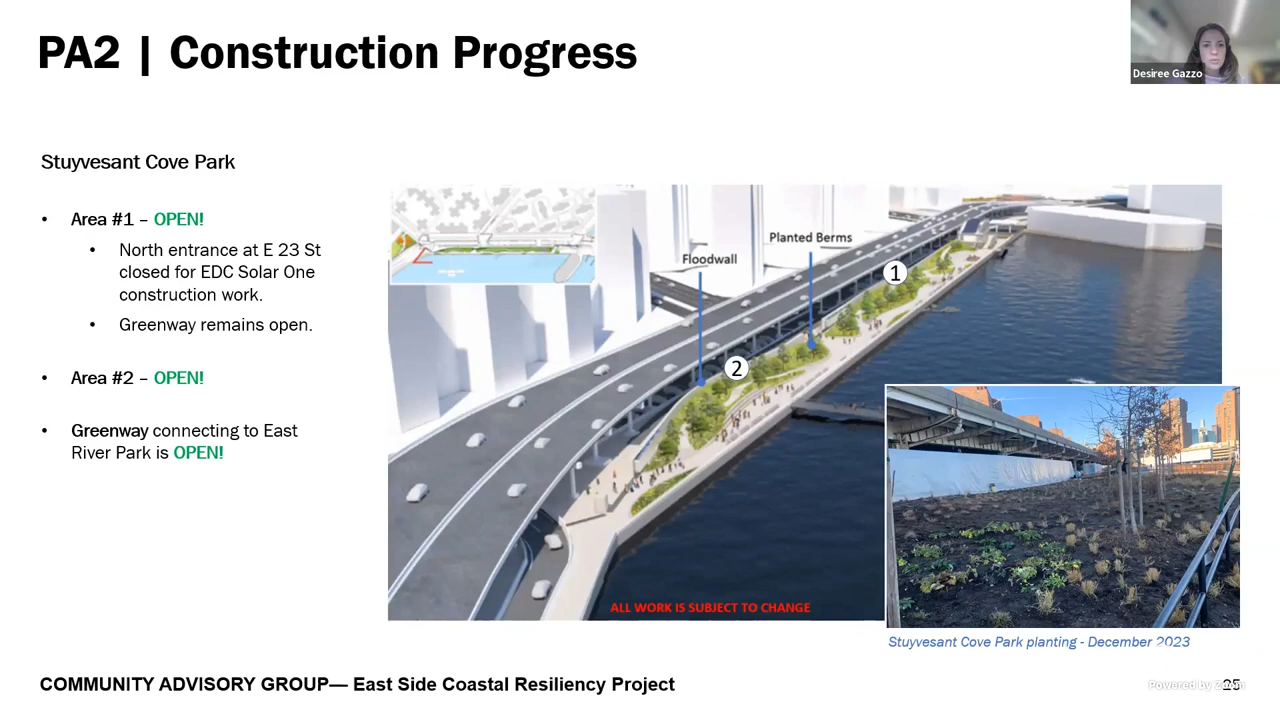 PA2 | Construction Progress
Desiree Gazzo
Stuyvesant Cove Park
• Area #1 – OPEN!
• North entrance at E 23 St
closed for EDC Solar One
construction work.
• Greenway remains open.
• Area #2 – OPEN!
• Greenway connecting to East
River Park is OPEN!
Planted Berms
Floodwall
1
2
ALL WORK IS SUBJECT TO CHANGE
Stuyvesant Cove Park planting - December 2023
COMMUNITY ADVISORY GROUP— East Side Coastal Resiliency Project
Powered by Zoom
25